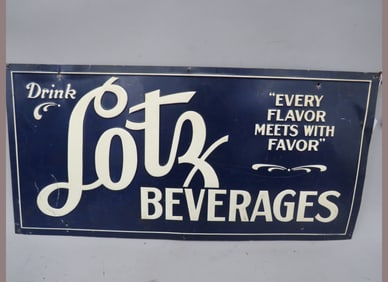 Drink
Lotz
BEVERAGES
"EVERY
FLAVOR
MEETS WITH
FAVOR"